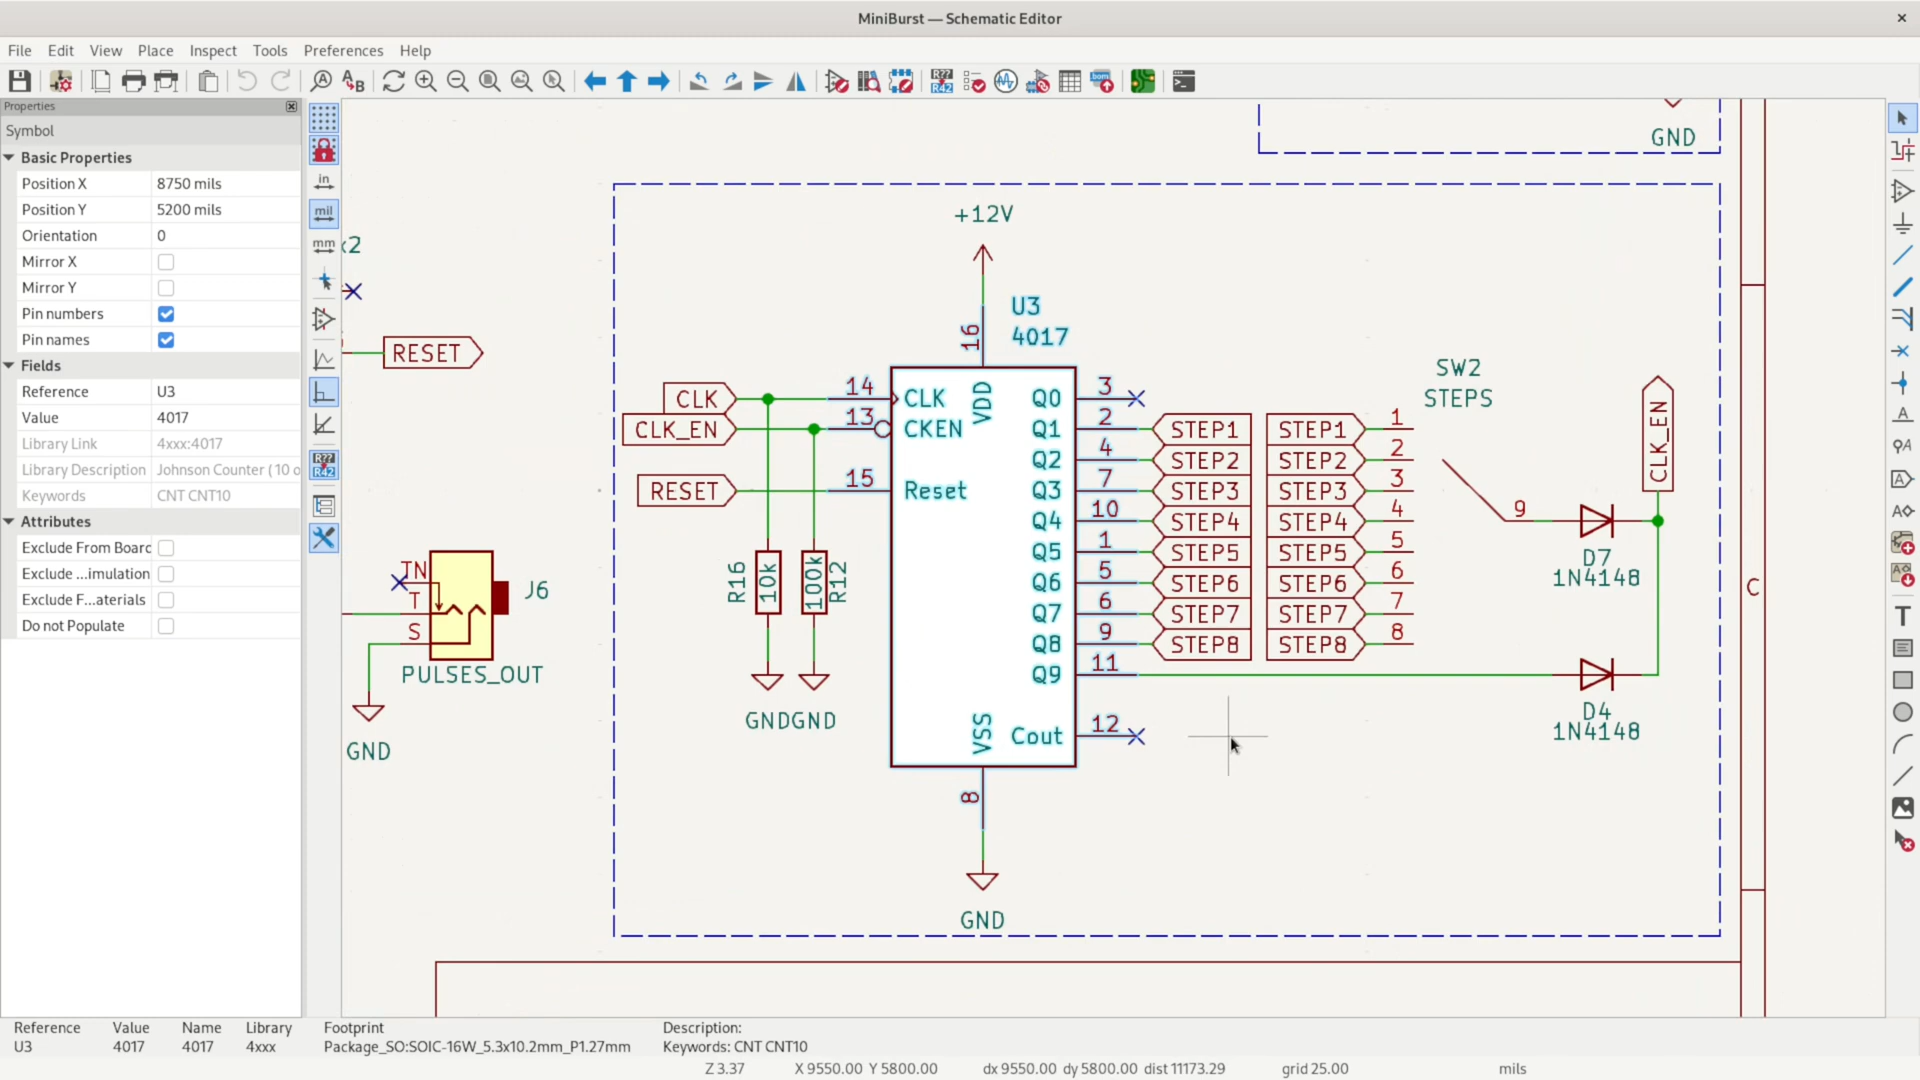 MiniBurst — Schematic Editor
File Edit View Place Inspect Tools Preferences Help
Properties
Symbol
Basic Properties
Position X 8750 mils
Position Y 5200 mils
Orientation 0
Mirror X
Mirror Y
Pin numbers
Pin names
Fields
Reference U3
Value 4017
Library Link 4xxx:4017
Library Description Johnson Counter (10 o
Keywords CNT CNT10
Attributes
Exclude From Boarc
Exclude ...imulation
Exclude F...aterials
Do not Populate
in
mil
mm
R??
R42
x2
RESET
TN
T
S
J6
PULSES_OUT
GND
GND
+12V
U3
4017
16
CLK 14 CLK VDD Q0 3
CLK_EN 13 CKEN Q1 2 STEP1 STEP1 1
Q2 4 STEP2 STEP2 2
RESET 15 Reset Q3 7 STEP3 STEP3 3
Q4 10 STEP4 STEP4 4
Q5 1 STEP5 STEP5 5
Q6 5 STEP6 STEP6 6
Q7 6 STEP7 STEP7 7
Q8 9 STEP8 STEP8 8
Q9 11
VSS Cout 12
R16 10k 100k R12
GND GND
8
GND
SW2
STEPS
9
CLK_EN
D7
1N4148
D4
1N4148
C
Reference Value Name Library Footprint Description:
U3 4017 4017 4xxx Package_SO:SOIC-16W_5.3x10.2mm_P1.27mm Keywords: CNT CNT10
Z 3.37 X 9550.00 Y 5800.00 dx 9550.00 dy 5800.00 dist 11173.29 grid 25.00 mils